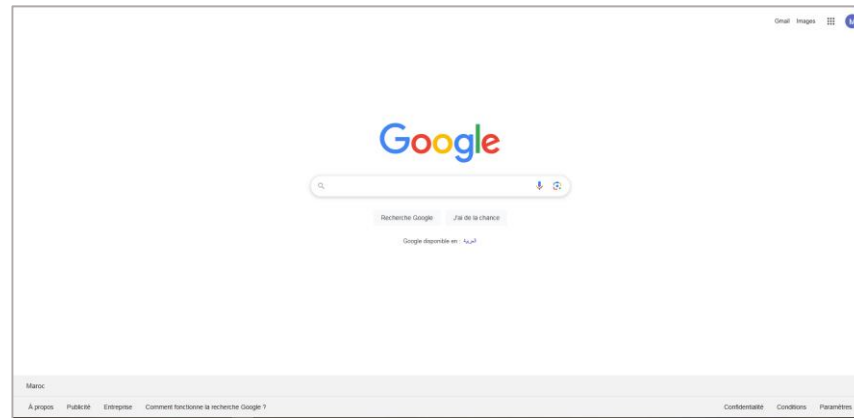 Gmail Images M
Google
Recherche Google J'ai de la chance
Google disponible en : العربية
Maroc
À propos Publicité Entreprise Comment fonctionne la recherche Google ? Confidentialité Conditions Paramètres